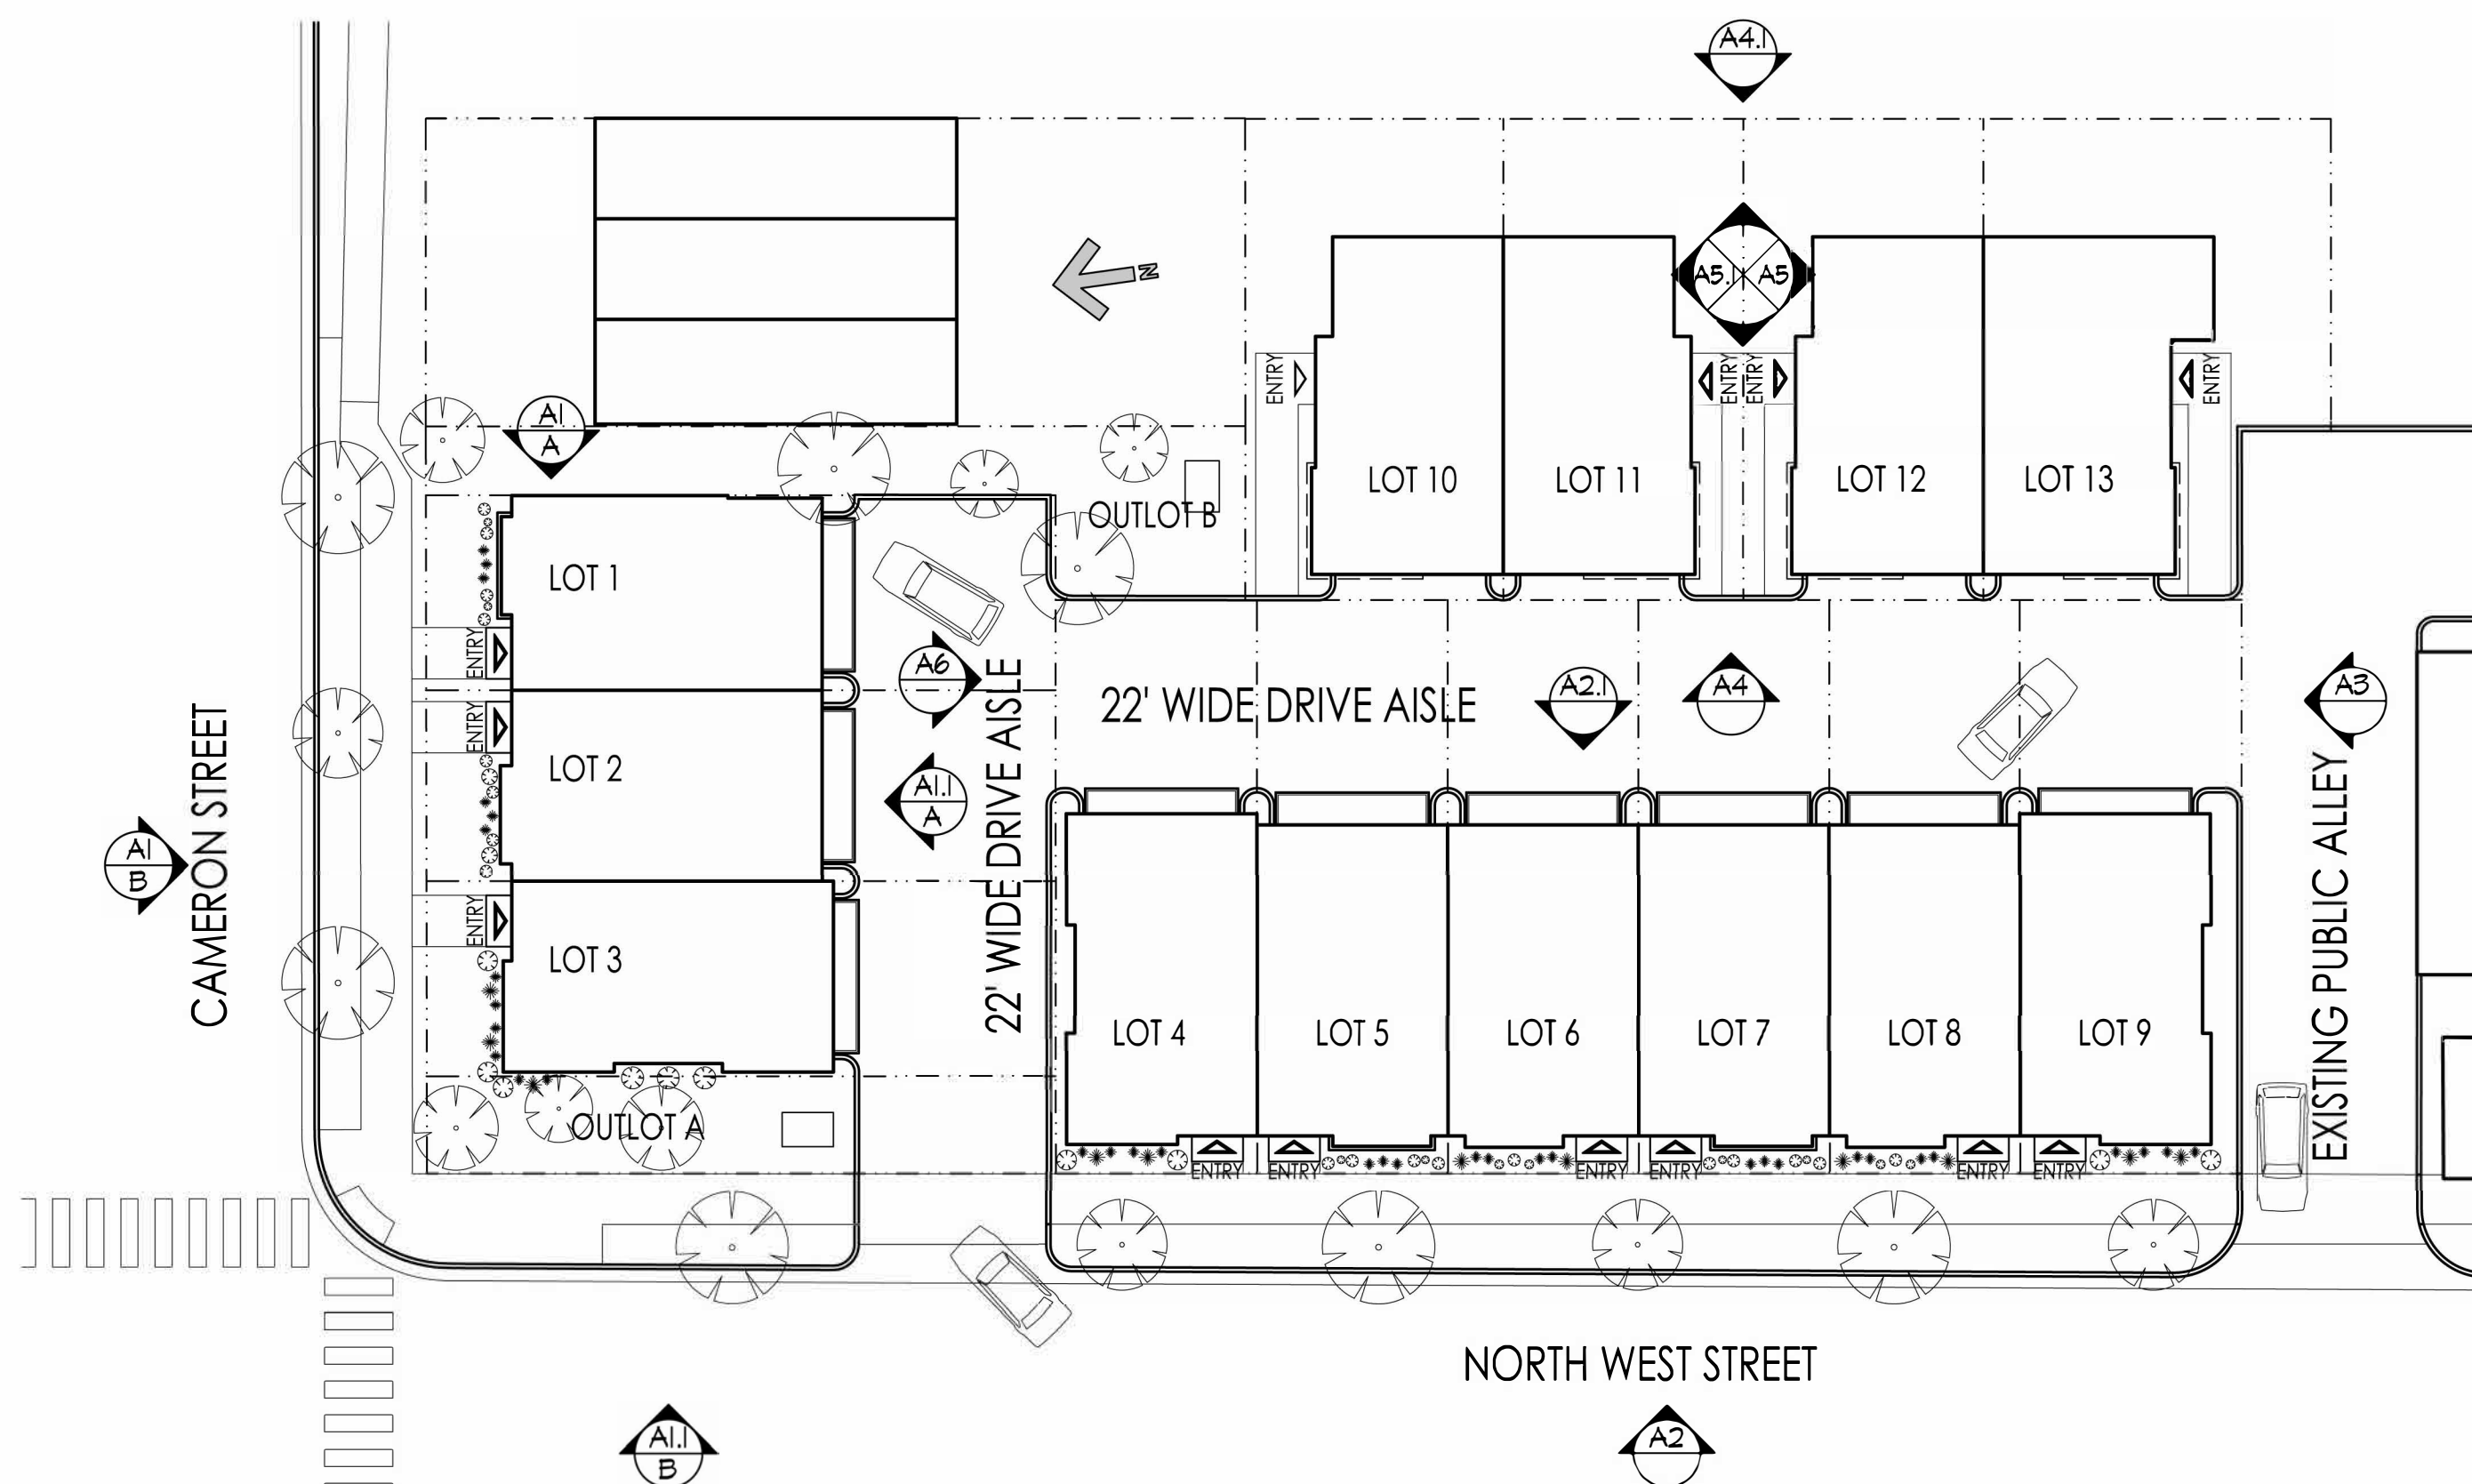 A4.1
N
A5.1
A5
ENTRY
ENTRY
ENTRY
ENTRY
A1
A
LOT 10
LOT 11
LOT 12
LOT 13
OUTLOT B
LOT 1
ENTRY
A6
22' WIDE DRIVE AISLE
A2.1
A4
A3
ENTRY
LOT 2
A1.1
A
22' WIDE DRIVE AISLE
CAMERON STREET
A1
B
ENTRY
LOT 3
EXISTING PUBLIC ALLEY
LOT 4
LOT 5
LOT 6
LOT 7
LOT 8
LOT 9
OUTLOT A
ENTRY
ENTRY
ENTRY
ENTRY
ENTRY
ENTRY
NORTH WEST STREET
A1.1
B
A2